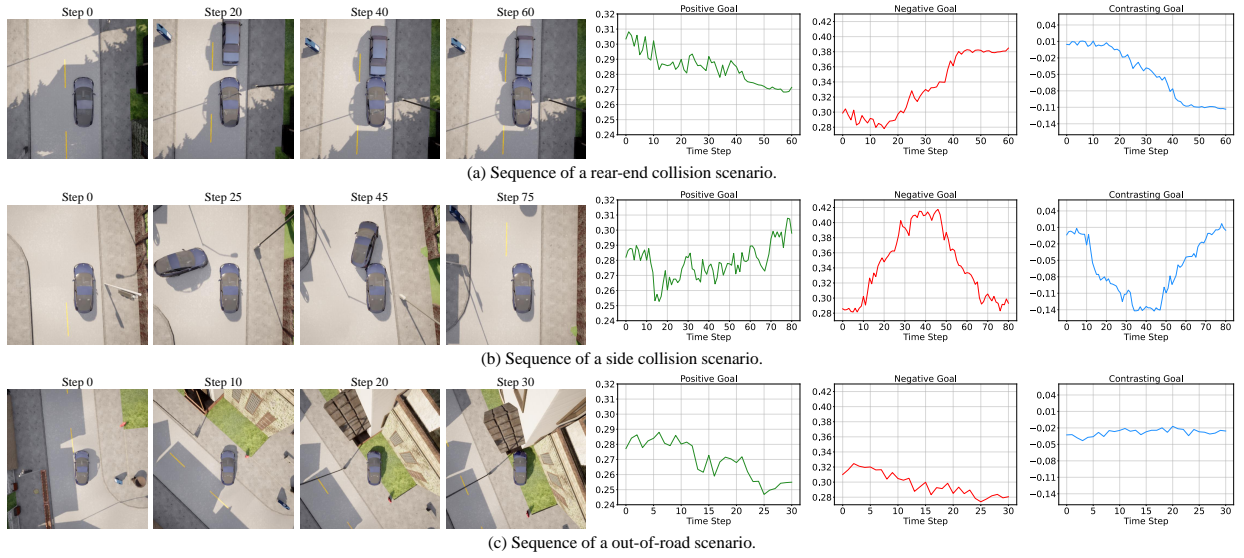 Step 0 Step 20 Step 40 Step 60
Positive Goal
0.32
0.31
0.30
0.29
0.28
0.27
0.26
0.25
0.24
0 10 20 30 40 50 60
Time Step
Negative Goal
0.42
0.40
0.38
0.36
0.34
0.32
0.30
0.28
0 10 20 30 40 50 60
Time Step
Contrasting Goal
0.04
0.01
−0.02
−0.05
−0.08
−0.11
−0.14
0 10 20 30 40 50 60
Time Step
(a) Sequence of a rear-end collision scenario.
Step 0 Step 25 Step 45 Step 75
Positive Goal
0.32
0.31
0.30
0.29
0.28
0.27
0.26
0.25
0.24
0 10 20 30 40 50 60 70 80
Time Step
Negative Goal
0.42
0.40
0.38
0.36
0.34
0.32
0.30
0.28
0 10 20 30 40 50 60 70 80
Time Step
Contrasting Goal
0.04
0.01
−0.02
−0.05
−0.08
−0.11
−0.14
0 10 20 30 40 50 60 70 80
Time Step
(b) Sequence of a side collision scenario.
Step 0 Step 10 Step 20 Step 30
Positive Goal
0.32
0.31
0.30
0.29
0.28
0.27
0.26
0.25
0.24
0 5 10 15 20 25 30
Time Step
Negative Goal
0.42
0.40
0.38
0.36
0.34
0.32
0.30
0.28
0 5 10 15 20 25 30
Time Step
Contrasting Goal
0.04
0.01
−0.02
−0.05
−0.08
−0.11
−0.14
0 5 10 15 20 25 30
Time Step
(c) Sequence of a out-of-road scenario.